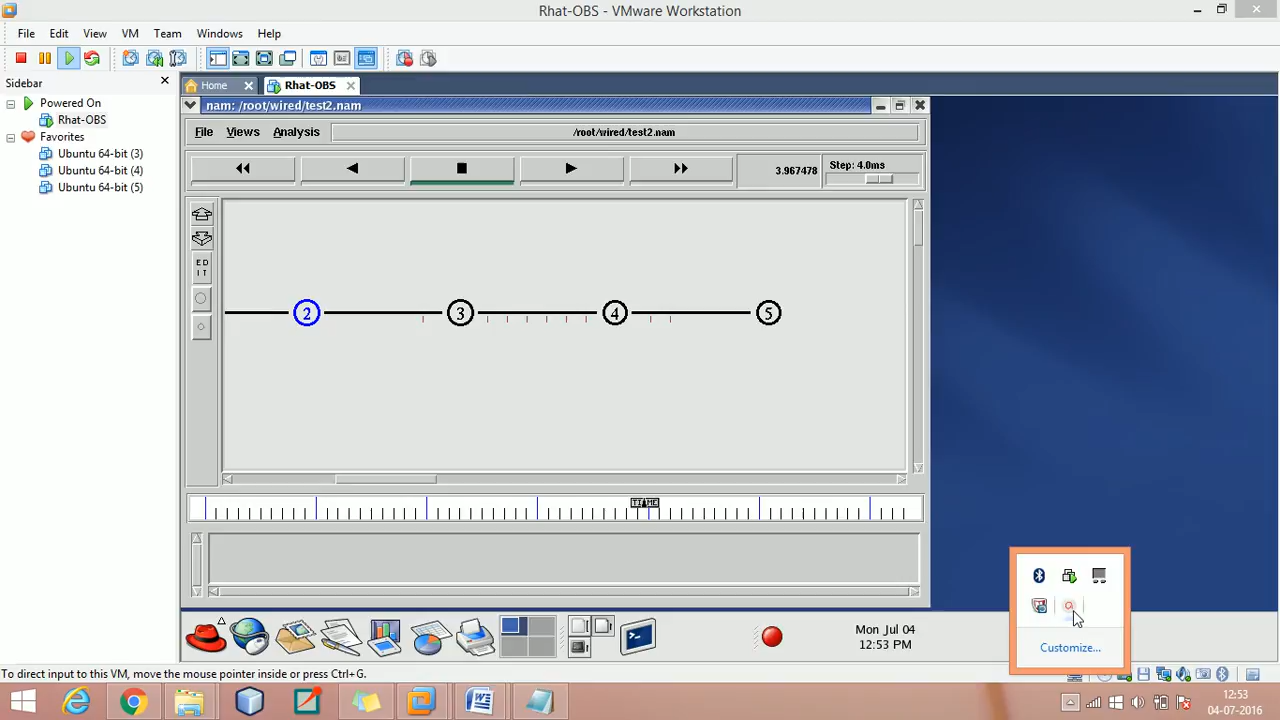 Rhat-OBS - VMware Workstation
File Edit View VM Team Windows Help
Sidebar
Home Rhat-OBS
Powered On
nam: /root/wired/test2.nam
Rhat-OBS
Favorites
File Views Analysis /root/wired/test2.nam
Ubuntu 64-bit (3)
Ubuntu 64-bit (4)
3.967478 Step: 4.0ms
Ubuntu 64-bit (5)
E D
I T
2 3 4 5
TIME
Customize...
Mon Jul 04
12:53 PM
To direct input to this VM, move the mouse pointer inside or press Ctrl+G.
12:53
04-07-2016